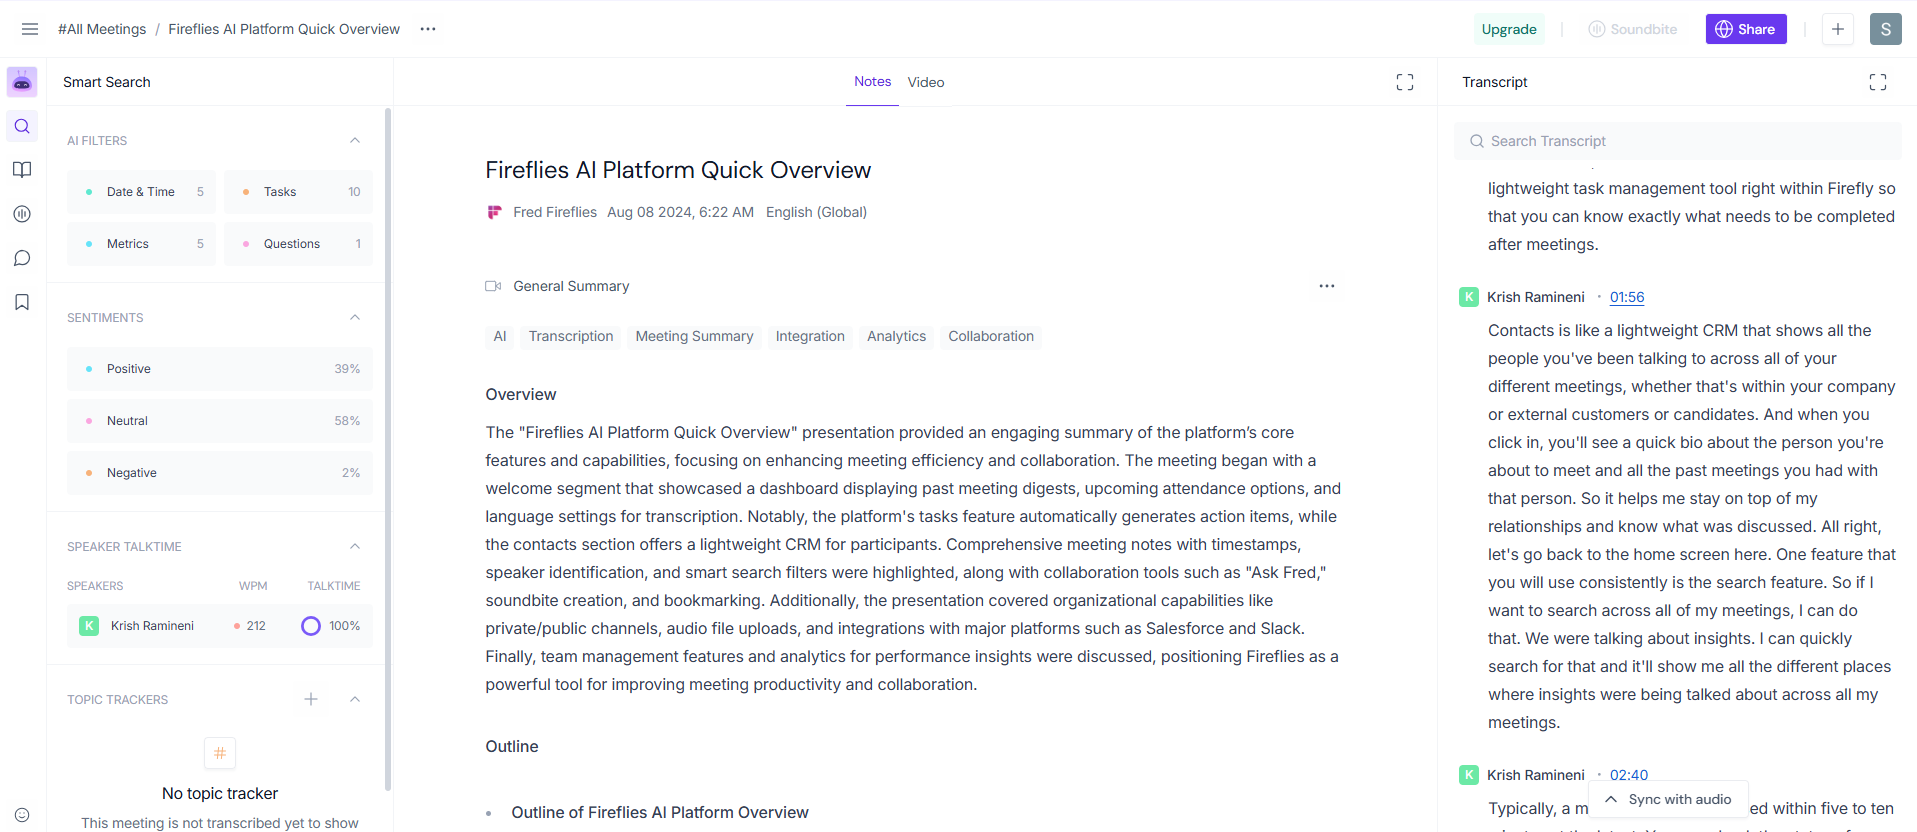 #All Meetings / Fireflies AI Platform Quick Overview
Upgrade
Soundbite
Share
S
Smart Search
AI FILTERS
Date & Time 5
Tasks 10
Metrics 5
Questions 1
SENTIMENTS
Positive 39%
Neutral 58%
Negative 2%
SPEAKER TALKTIME
SPEAKERS WPM TALKTIME
K Krish Ramineni 212 100%
TOPIC TRACKERS
#
No topic tracker
This meeting is not transcribed yet to show
Notes Video
Fireflies AI Platform Quick Overview
Fred Fireflies Aug 08 2024, 6:22 AM English (Global)
General Summary
AI Transcription Meeting Summary Integration Analytics Collaboration
Overview
The "Fireflies AI Platform Quick Overview" presentation provided an engaging summary of the platform’s core
features and capabilities, focusing on enhancing meeting efficiency and collaboration. The meeting began with a
welcome segment that showcased a dashboard displaying past meeting digests, upcoming attendance options, and
language settings for transcription. Notably, the platform's tasks feature automatically generates action items, while
the contacts section offers a lightweight CRM for participants. Comprehensive meeting notes with timestamps,
speaker identification, and smart search filters were highlighted, along with collaboration tools such as "Ask Fred,"
soundbite creation, and bookmarking. Additionally, the presentation covered organizational capabilities like
private/public channels, audio file uploads, and integrations with major platforms such as Salesforce and Slack.
Finally, team management features and analytics for performance insights were discussed, positioning Fireflies as a
powerful tool for improving meeting productivity and collaboration.
Outline
Outline of Fireflies AI Platform Overview
Transcript
Search Transcript
lightweight task management tool right within Firefly so
that you can know exactly what needs to be completed
after meetings.
K Krish Ramineni · 01:56
Contacts is like a lightweight CRM that shows all the
people you've been talking to across all of your
different meetings, whether that's within your company
or external customers or candidates. And when you
click in, you'll see a quick bio about the person you're
about to meet and all the past meetings you had with
that person. So it helps me stay on top of my
relationships and know what was discussed. All right,
let's go back to the home screen here. One feature that
you will use consistently is the search feature. So if I
want to search across all of my meetings, I can do
that. We were talking about insights. I can quickly
search for that and it'll show me all the different places
where insights were being talked about across all my
meetings.
K Krish Ramineni · 02:40
Sync with audio
Typically, a m ed within five to ten